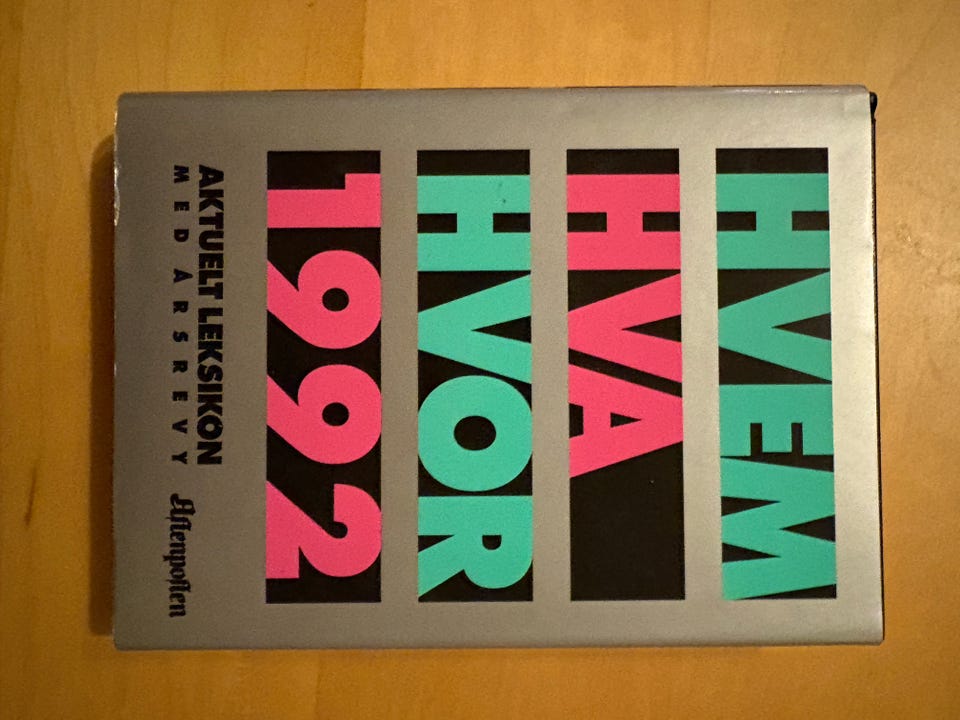 HVEM
HVA
HVOR
1992
AKTUELT LEKSIKON
MED ÅRSREVY
Aftenposten